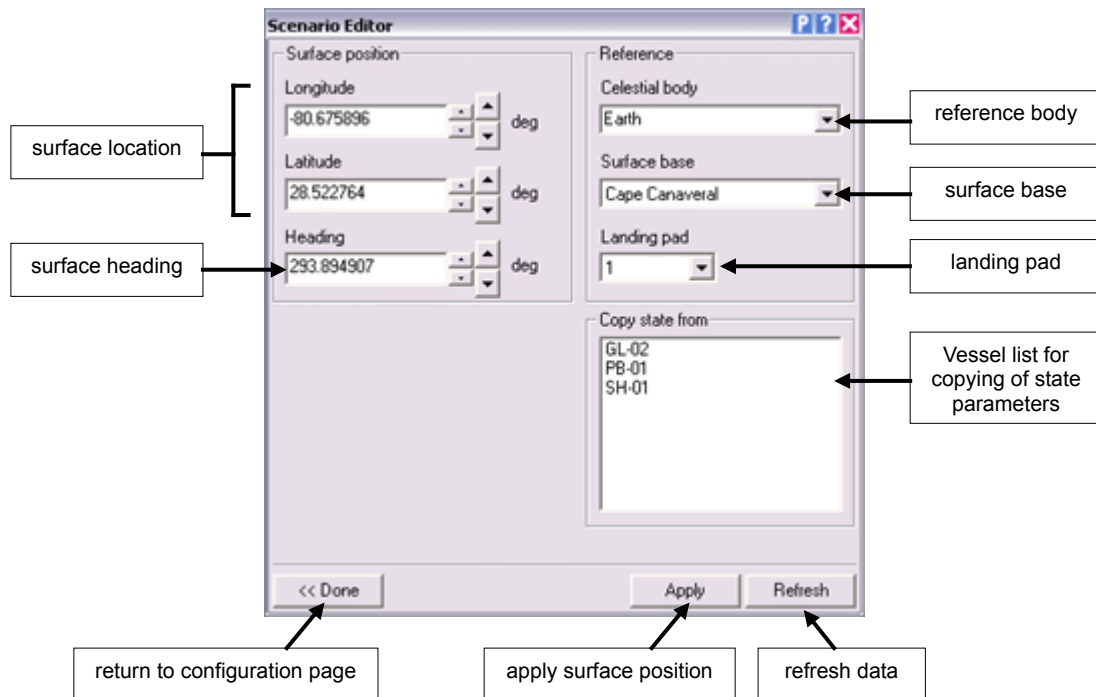 Scenario Editor
P ?
Surface position
Longitude
-80.675896
deg
Latitude
28.522764
deg
Heading
293.894907
deg
Reference
Celestial body
Earth
Surface base
Cape Canaveral
Landing pad
1
Copy state from
GL-02
PB-01
SH-01
<< Done
Apply
Refresh
surface location
surface heading
reference body
surface base
landing pad
Vessel list for
copying of state
parameters
return to configuration page
apply surface position
refresh data